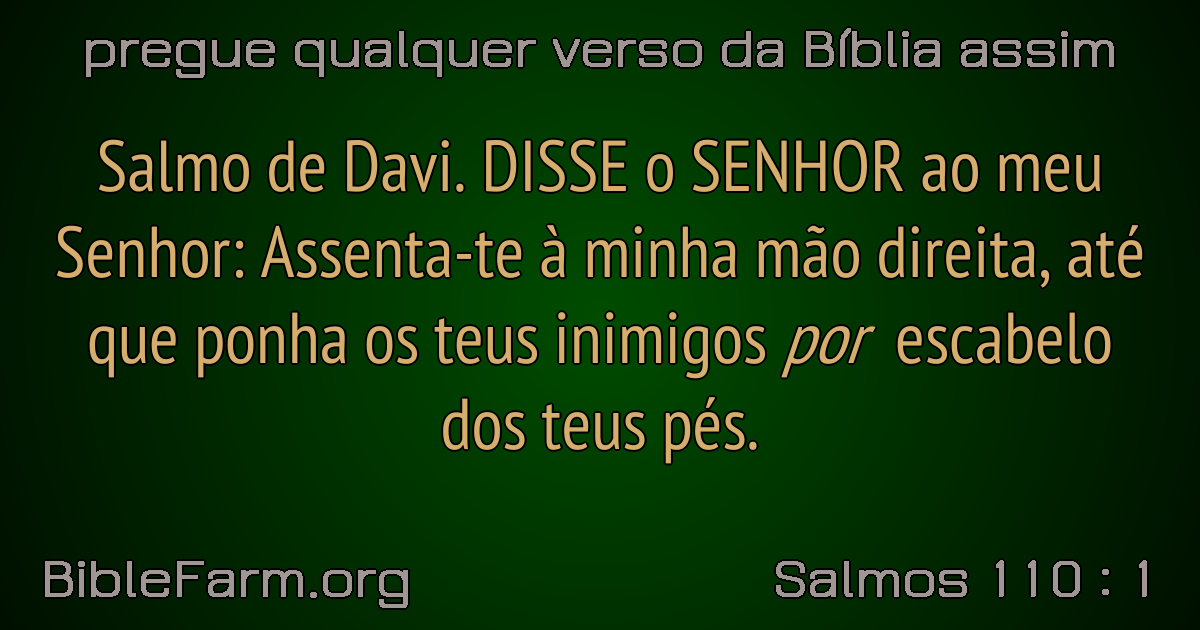 pregue qualquer verso da Bíblia assim
Salmo de Davi. DISSE o SENHOR ao meu
Senhor: Assenta-te à minha mão direita, até
que ponha os teus inimigos por escabelo
dos teus pés.
BibleFarm.org
Salmos 110 : 1